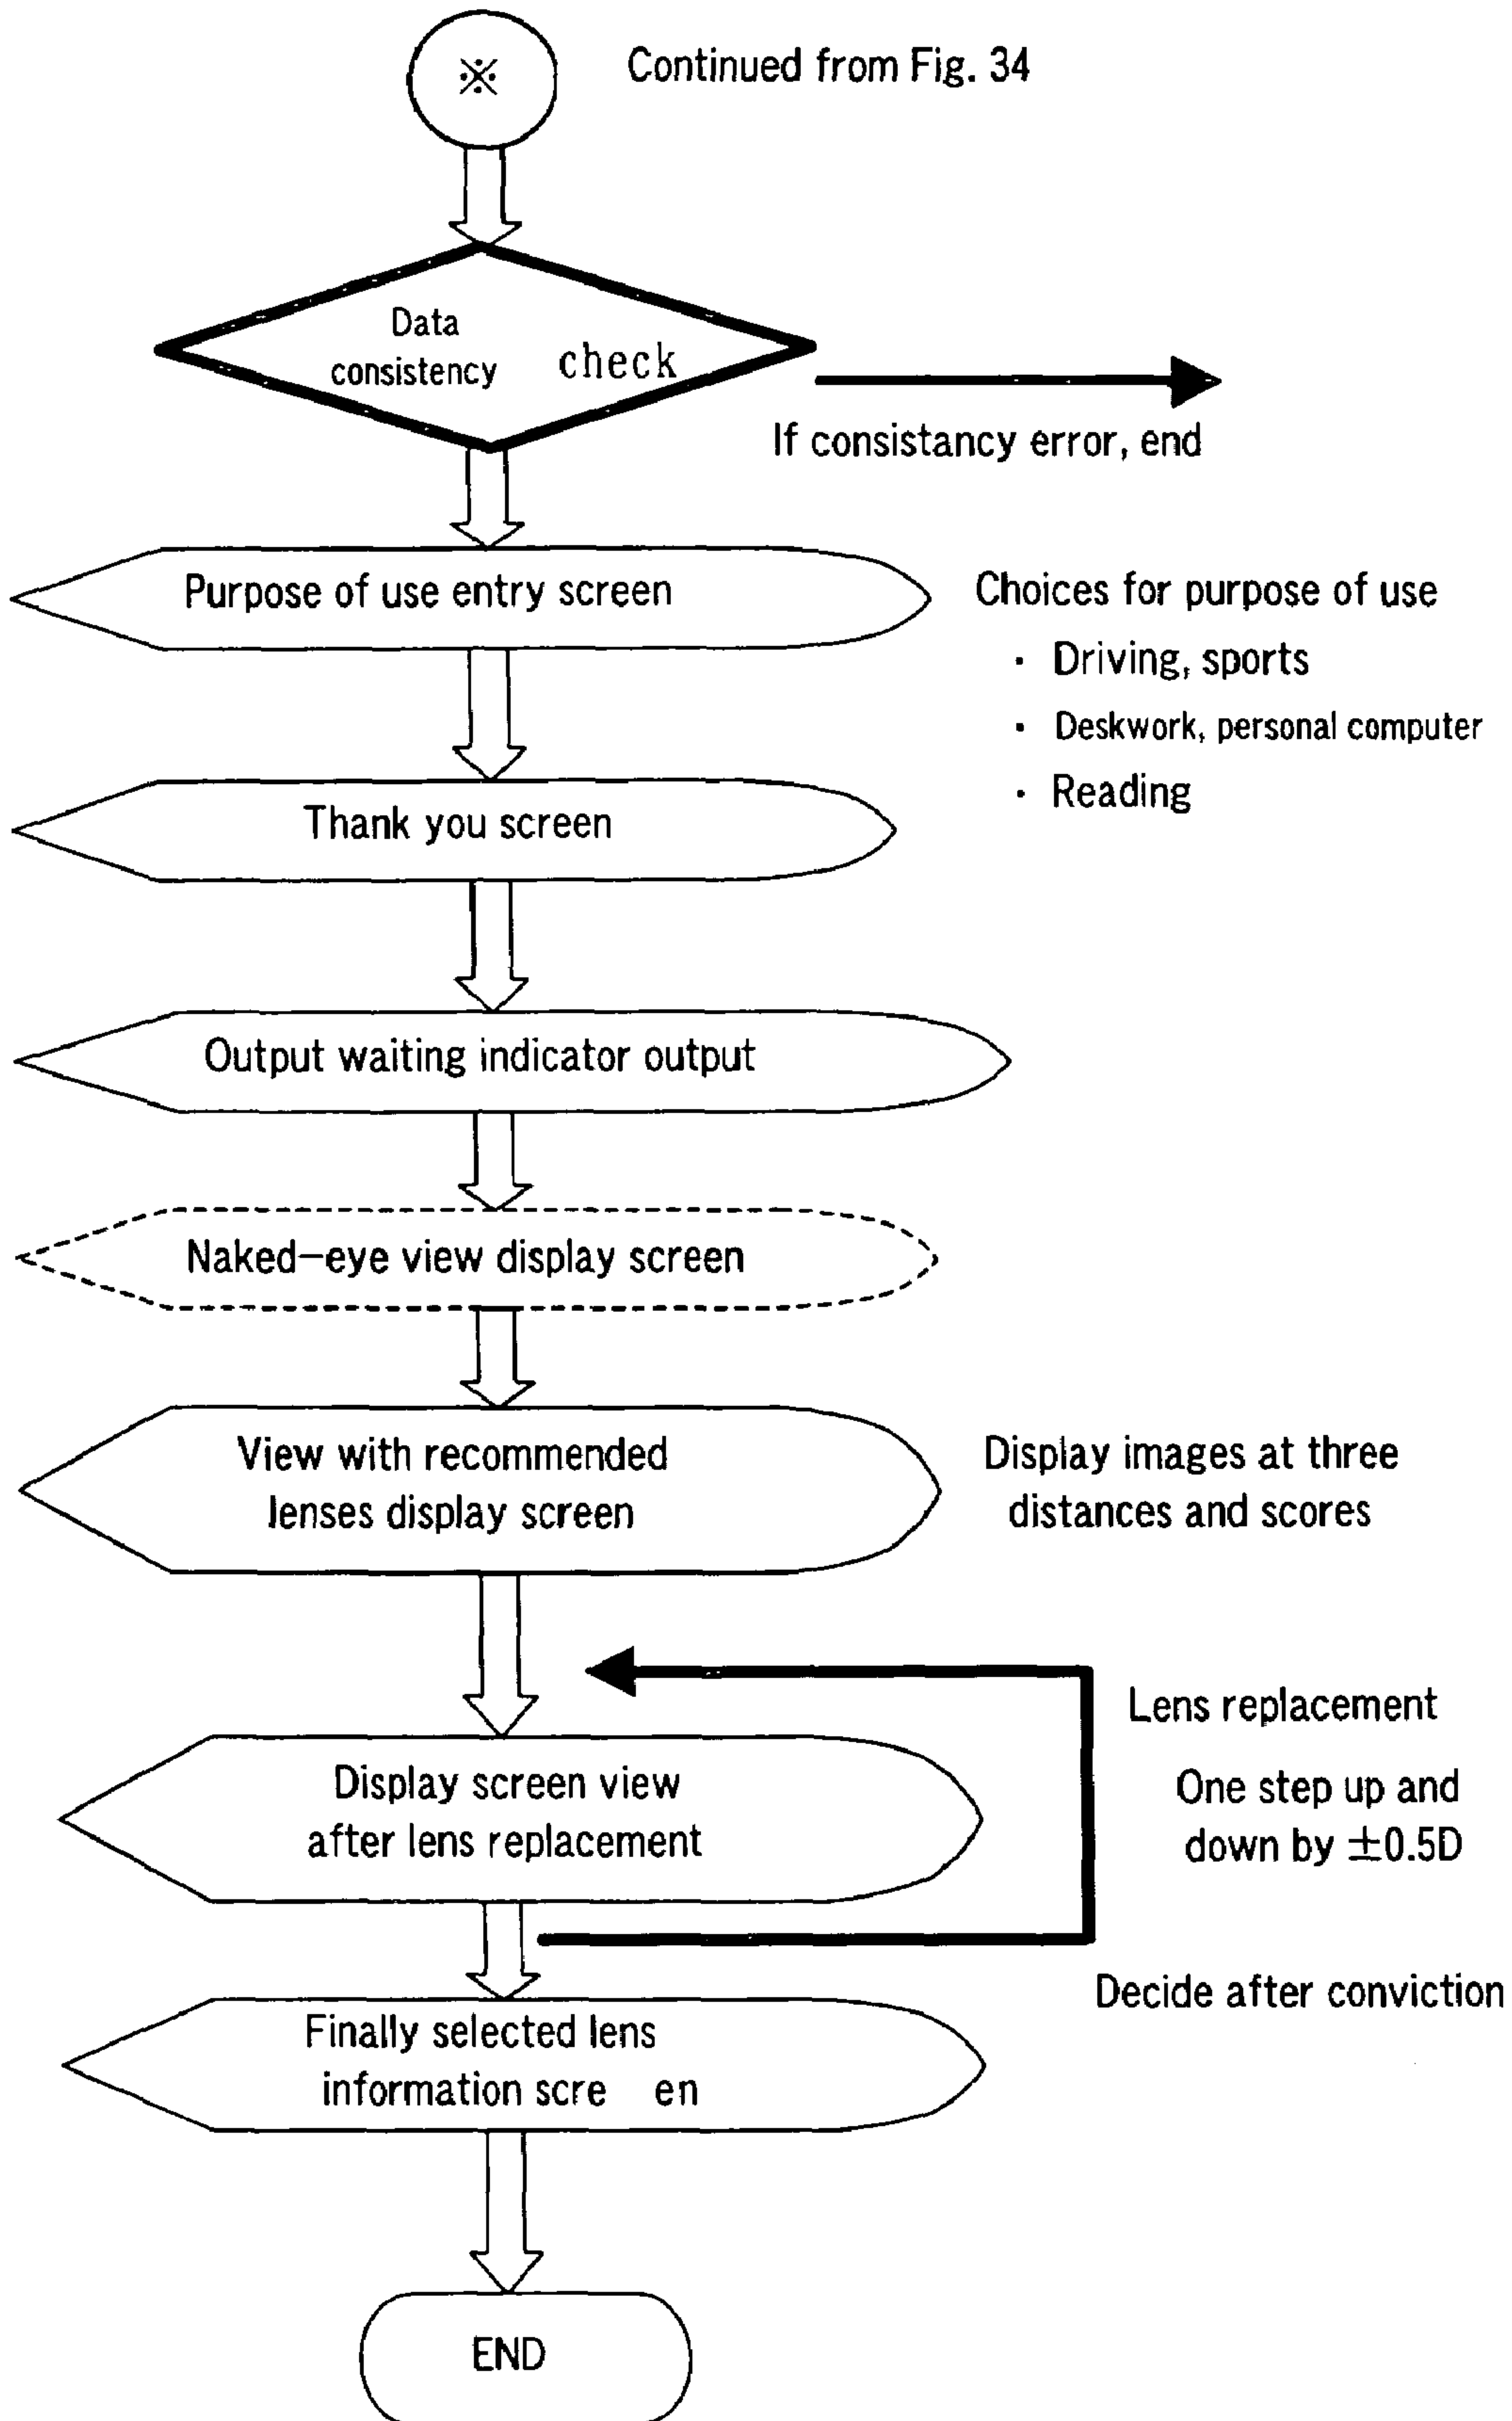 ※
Continued from Fig. 34
Data
consistency check
If consistancy error, end
Purpose of use entry screen
Choices for purpose of use
· Driving, sports
· Deskwork, personal computer
· Reading
Thank you screen
Output waiting indicator output
Naked-eye view display screen
View with recommended
lenses display screen
Display images at three
distances and scores
Lens replacement
One step up and
down by ±0.5D
Display screen view
after lens replacement
Decide after conviction
Finally selected lens
information scre en
END